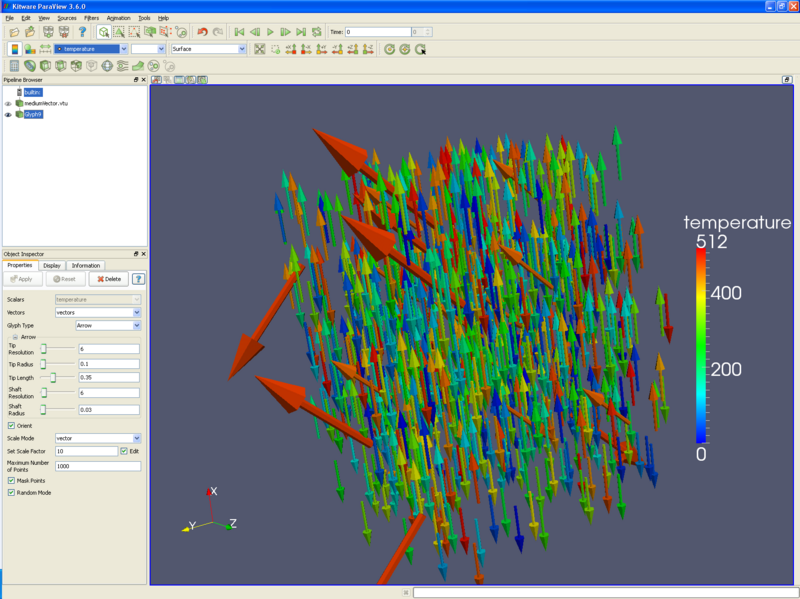 Kitware ParaView 3.6.0
File Edit View Sources Filters Animation Tools Help
Time: 0
temperature Surface
Pipeline Browser
builtin:
mediumVector.vtu
Glyph9
Object Inspector
Properties Display Information
Apply Reset Delete ?
Scalars temperature
Vectors vectors
Glyph Type Arrow
Arrow
Tip Resolution 6
Tip Radius 0.1
Tip Length 0.35
Shaft Resolution 6
Shaft Radius 0.03
Orient
Scale Mode vector
Set Scale Factor 10 Edit
Maximum Number of Points 1000
Mask Points
Random Mode
temperature
512
400
200
0
X
Y
Z